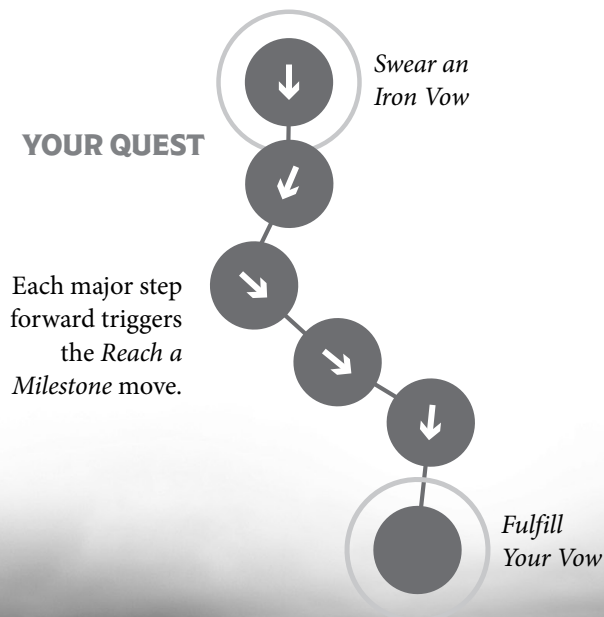 Swear an
Iron Vow
YOUR QUEST
Each major step
forward triggers
the Reach a
Milestone move.
Fulfill
Your Vow